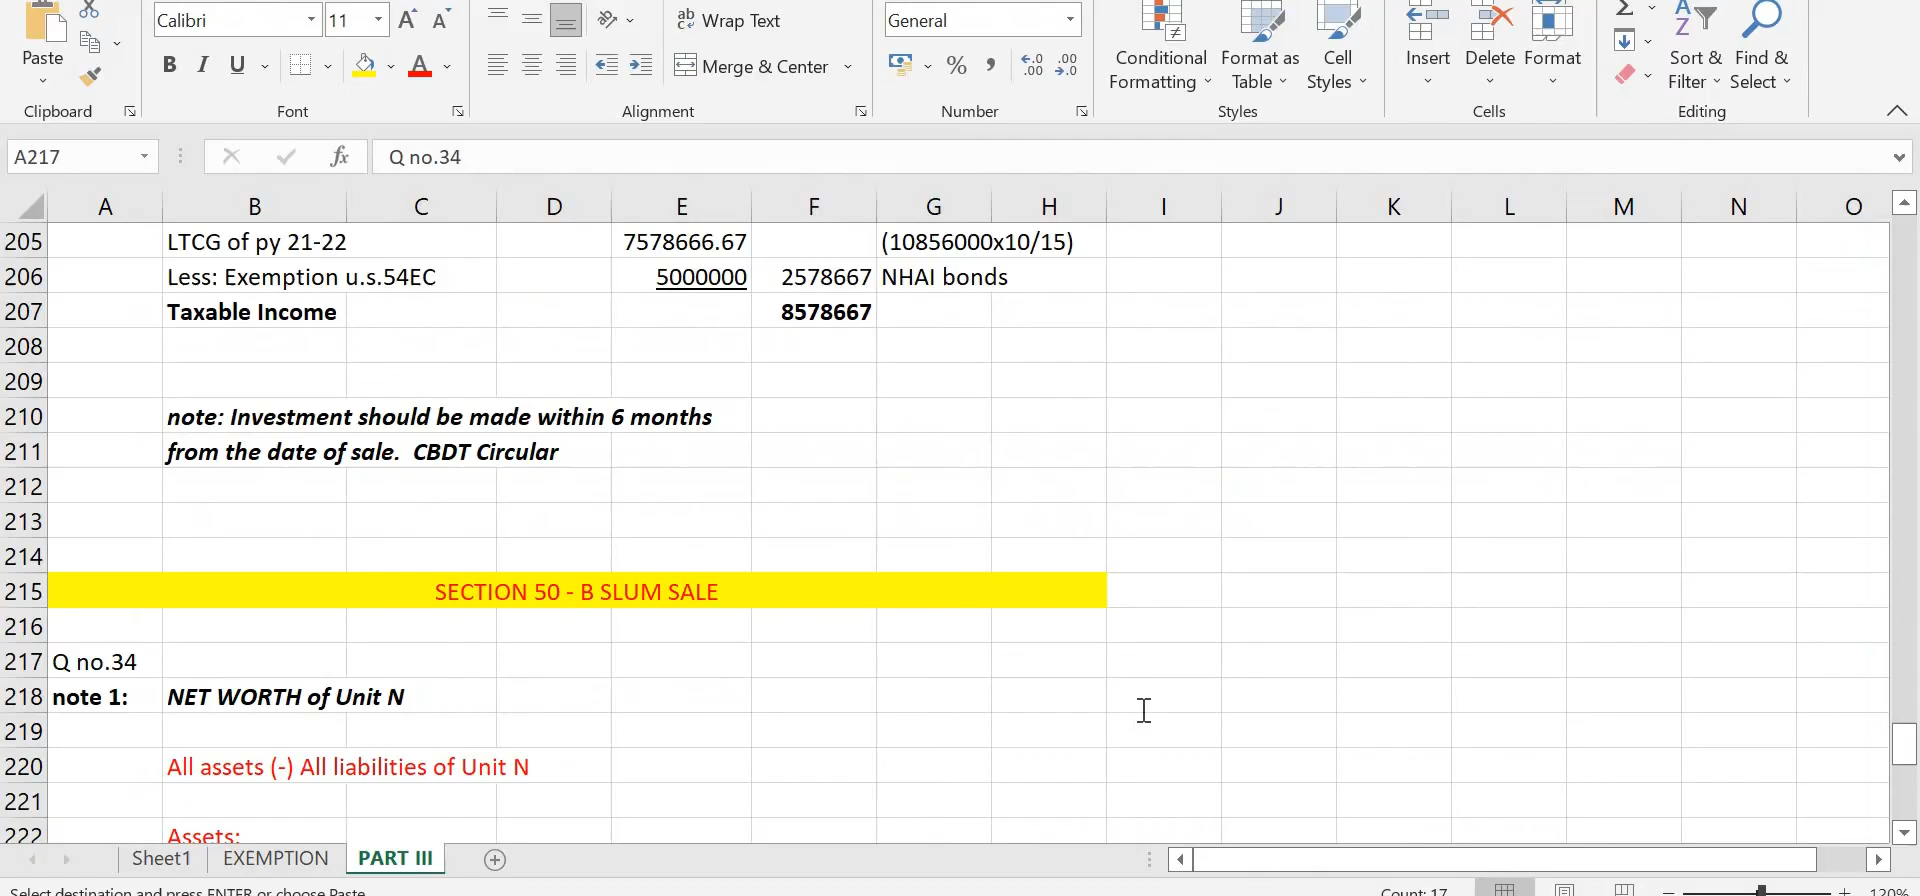 Calibri 11 A A Wrap Text General
Paste B I U Merge & Center % 9 .0 .00 .00 .0 Conditional Formatting Format as Table Cell Styles Insert Delete Format Sort & Filter Find & Select
Clipboard Font Alignment Number Styles Cells Editing
A217 fx Q no.34
A B C D E F G H I J K L M N O
205 LTCG of py 21-22 7578666.67 (10856000x10/15)
206 Less: Exemption u.s.54EC 5000000 2578667 NHAI bonds
207 Taxable Income 8578667
208
209
210 note: Investment should be made within 6 months
211 from the date of sale. CBDT Circular
212
213
214
215 SECTION 50 - B SLUM SALE
216
217 Q no.34
218 note 1: NET WORTH of Unit N
219
220 All assets (-) All liabilities of Unit N
221
222 Assets:
Sheet1 EXEMPTION PART III
Select destination and press ENTER or choose Paste Count: 17 120%